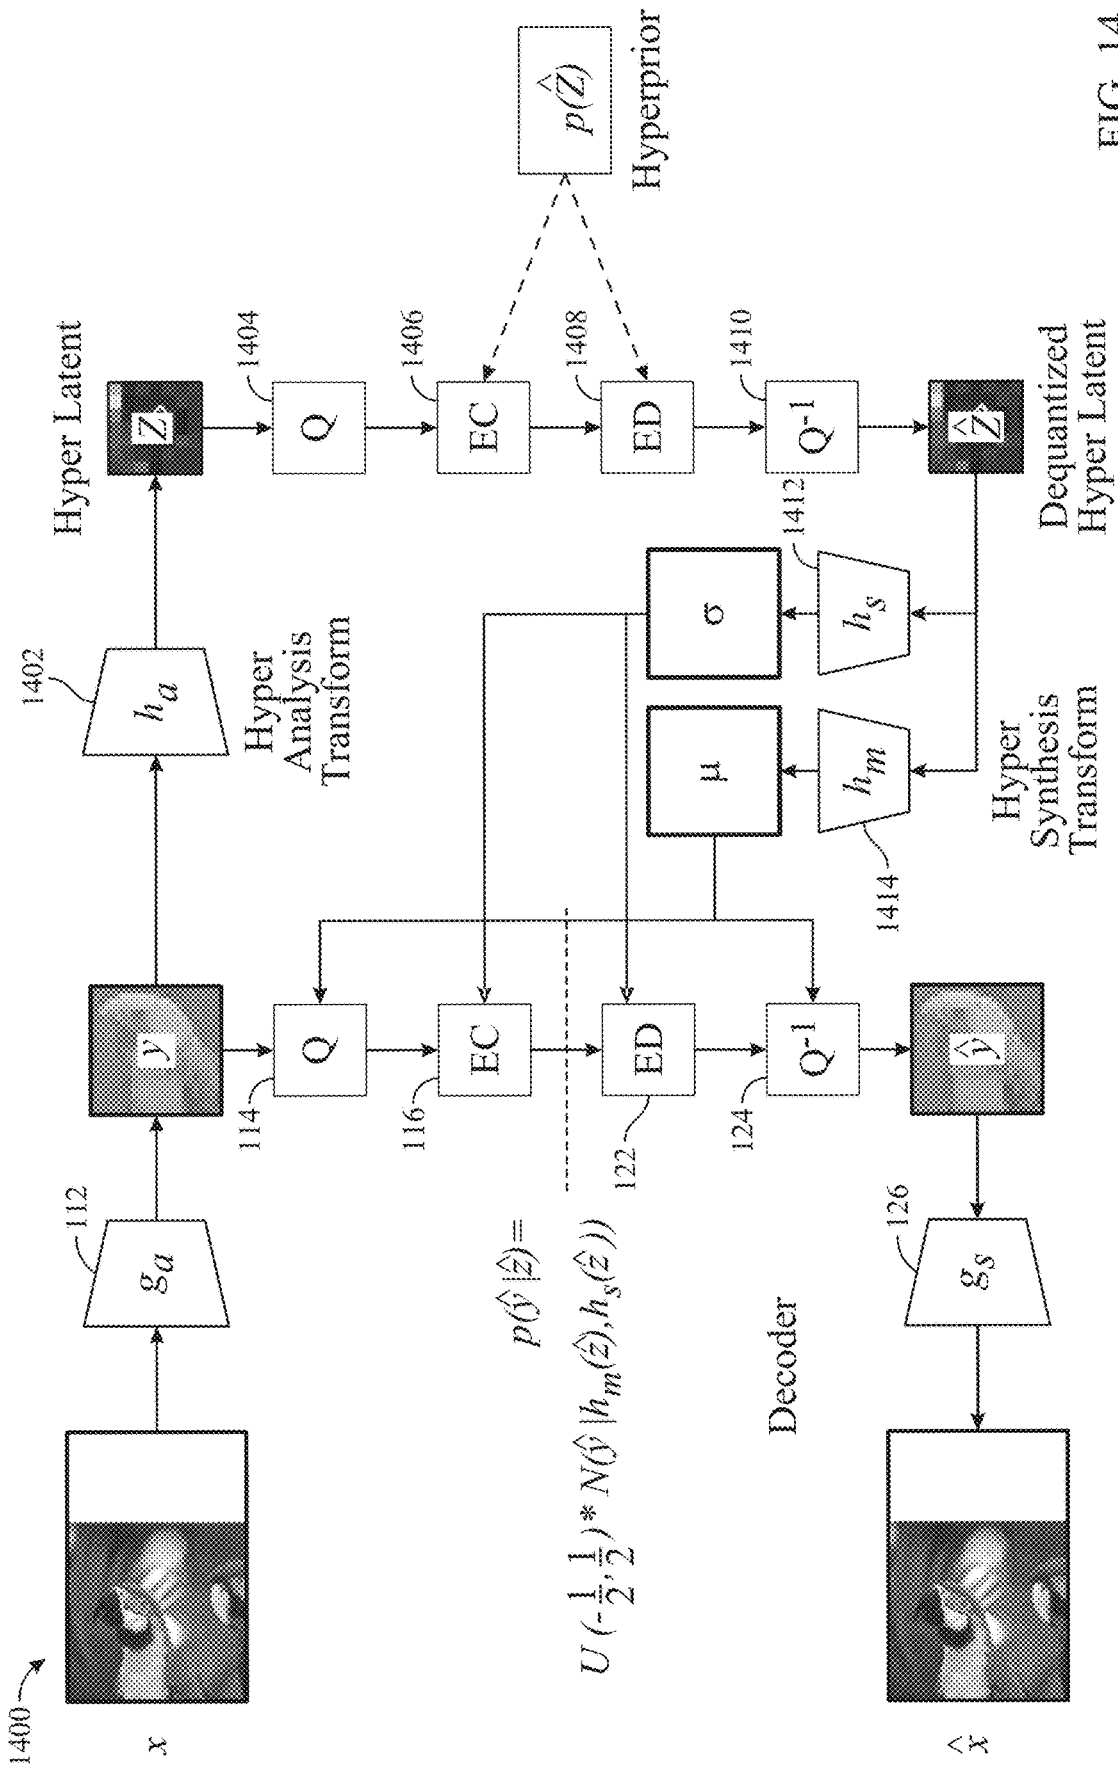 1400
x
112
g_a
y
1402
h_a
Hyper
Analysis
Transform
Hyper Latent
z
114
Q
1404
Q
116
EC
1406
EC
p(ŷ|ẑ)=
U(-1/2,1/2)*N(ŷ|h_m(ẑ),h_s(ẑ))
122
ED
1408
ED
p(ẑ)
Hyperprior
μ
σ
Decoder
124
Q-1
1410
Q-1
1414
h_m
1412
h_s
Hyper
Synthesis
Transform
x̂
126
g_s
ŷ
ẑ
Dequantized
Hyper Latent
FIG. 14